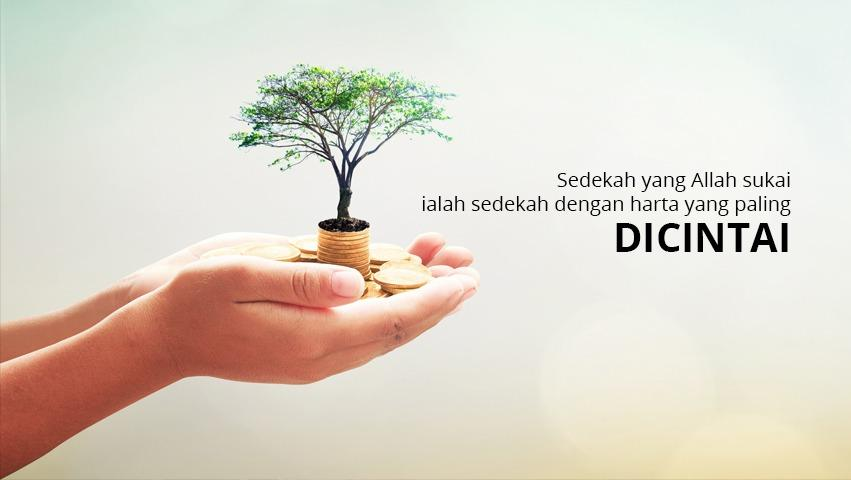 Sedekah yang Allah sukai
ialah sedekah dengan harta yang paling
DICINTAI